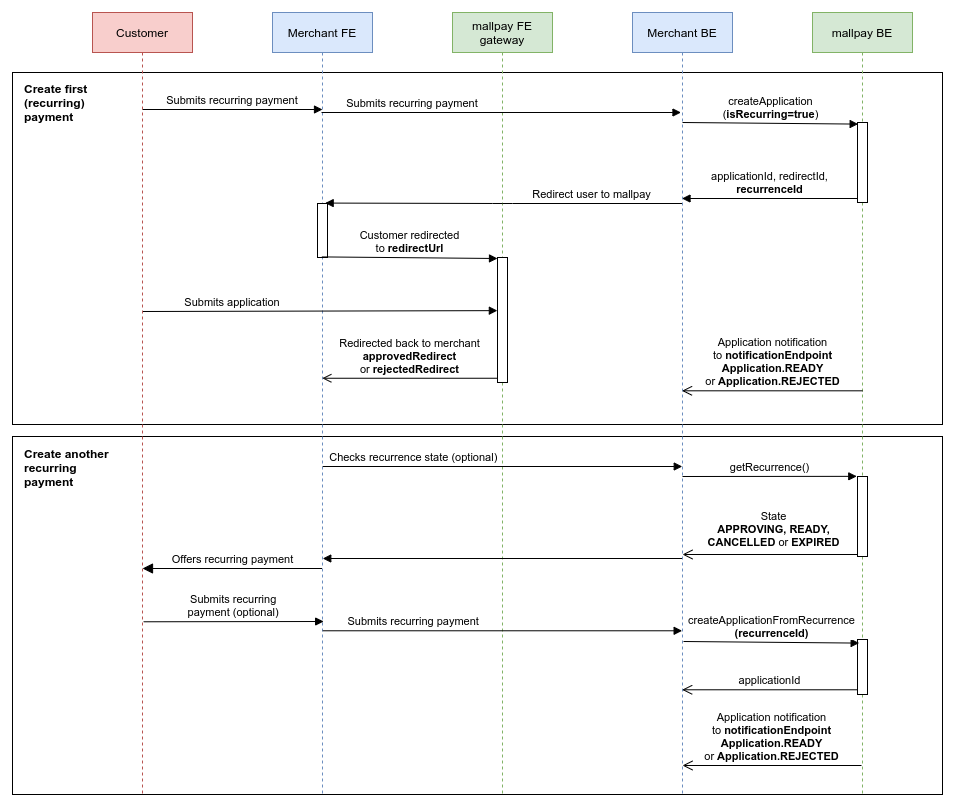 Customer
Merchant FE
mallpay FE
gateway
Merchant BE
mallpay BE
Create first
(recurring)
payment
Submits recurring payment
Submits recurring payment
createApplication
(isRecurring=true)
applicationId, redirectId,
recurrenceId
Redirect user to mallpay
Customer redirected
to redirectUrl
Submits application
Redirected back to merchant
approvedRedirect
or rejectedRedirect
Application notification
to notificationEndpoint
Application.READY
or Application.REJECTED
Create another
recurring
payment
Checks recurrence state (optional)
getRecurrence()
State
APPROVING, READY,
CANCELLED or EXPIRED
Offers recurring payment
Submits recurring
payment (optional)
Submits recurring payment
createApplicationFromRecurrence
(recurrenceId)
applicationId
Application notification
to notificationEndpoint
Application.READY
or Application.REJECTED